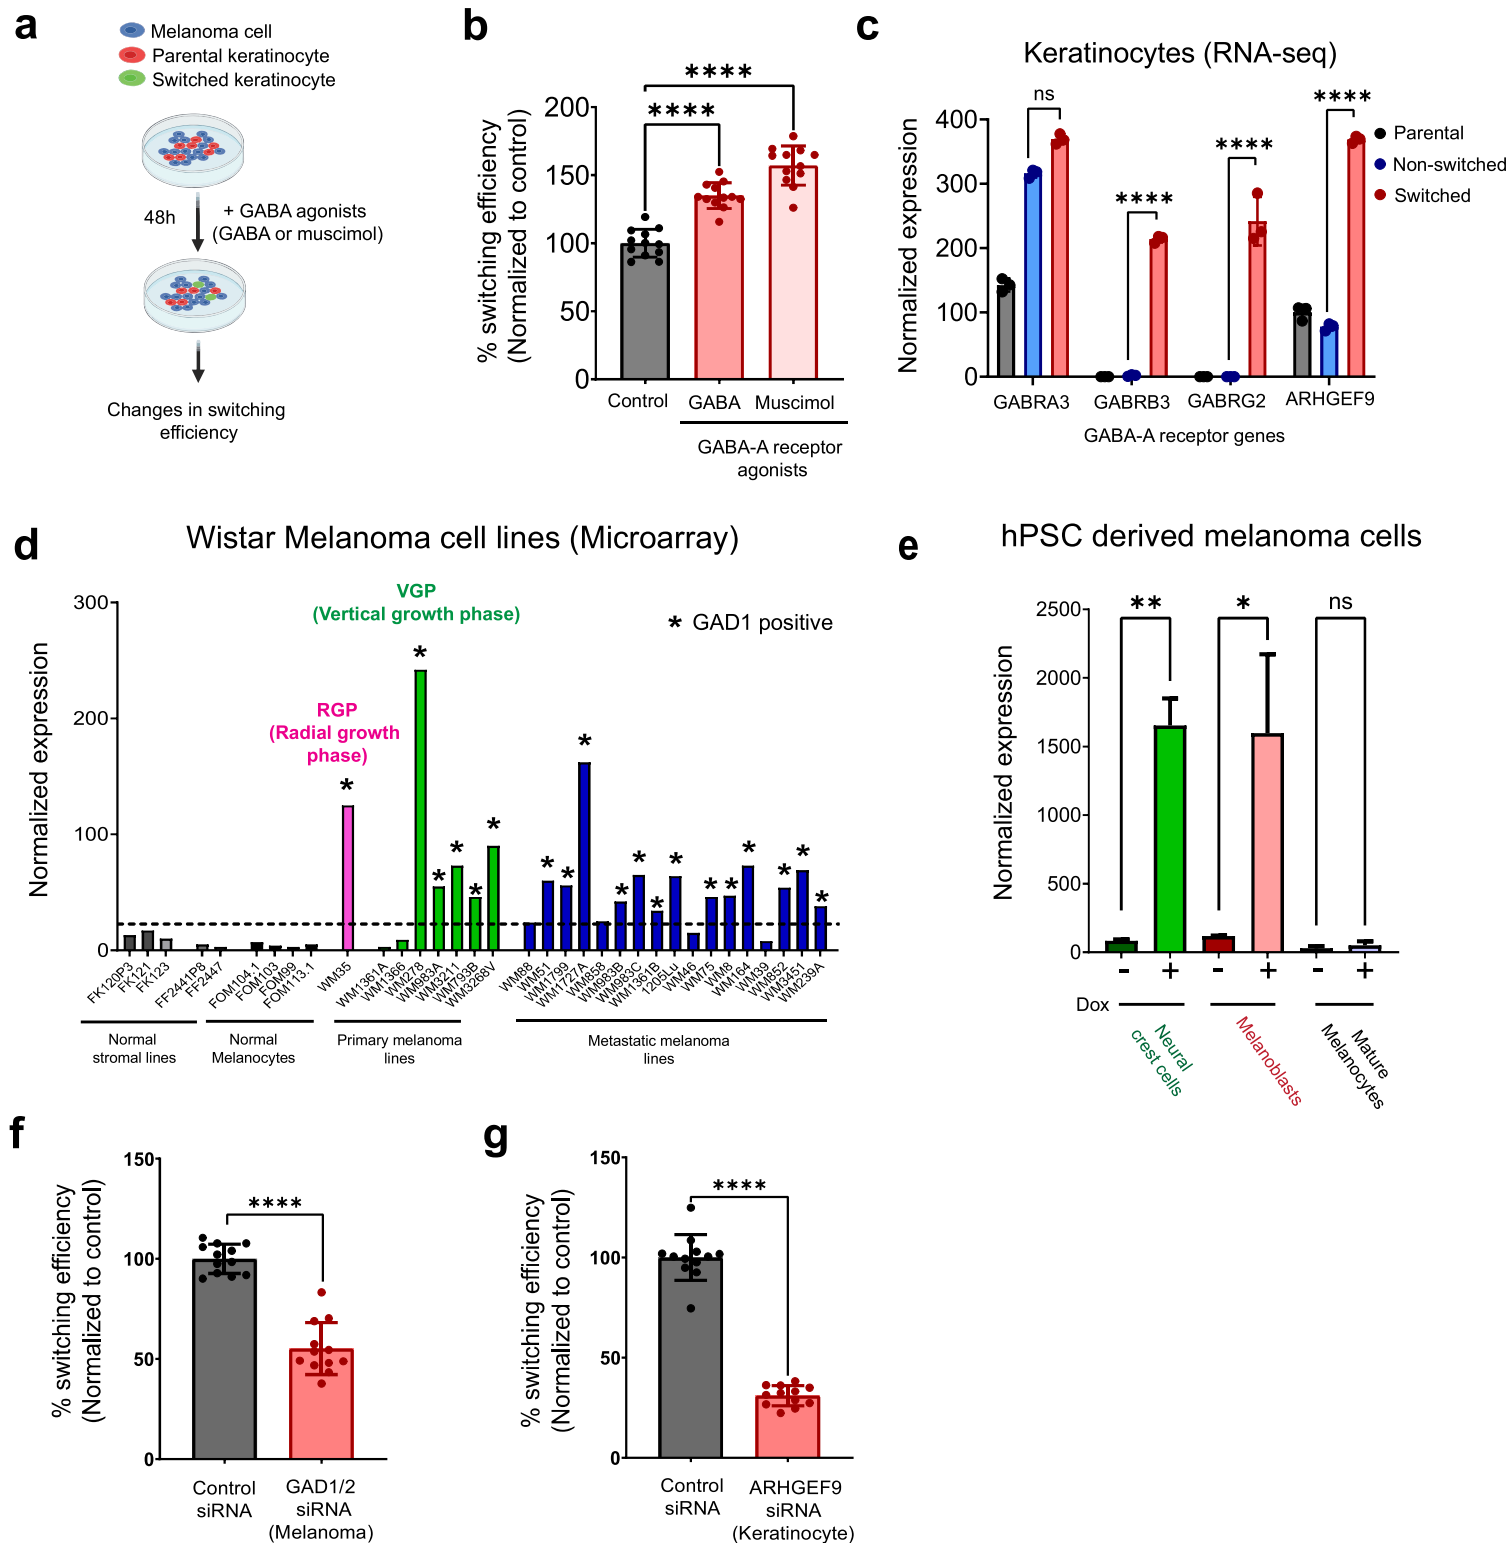 a
Melanoma cell
Parental keratinocyte
Switched keratinocyte
48h
+ GABA agonists
(GABA or muscimol)
Changes in switching
efficiency
b
% switching efficiency
(Normalized to control)
200
150
100
50
0
****
****
Control
GABA
Muscimol
GABA-A receptor
agonists
c
Keratinocytes (RNA-seq)
Normalized expression
400
300
200
100
0
ns
****
****
****
Parental
Non-switched
Switched
GABRA3
GABRB3
GABRG2
ARHGEF9
GABA-A receptor genes
d
Wistar Melanoma cell lines (Microarray)
Normalized expression
300
200
100
0
VGP
(Vertical growth phase)
RGP
(Radial growth
phase)
* GAD1 positive
FK120P3
FK121
FK123
FF2441P8
FF2447
FOM104.1
FOM103
FOM99
FOM113.1
WM35
WM1361A
WM1366
WM278
WM983A
WM3211
WM793B
WM3268V
WM88
WM51
WM1799
WM1727A
WM858
WM983B
WM983C
WM1361B
1205LU
WM46
WM75
WM8
WM164
WM39
WM852
WM3451
WM239A
Normal
stromal lines
Normal
Melanocytes
Primary melanoma
lines
Metastatic melanoma
lines
e
hPSC derived melanoma cells
Normalized expression
2500
2000
1500
1000
500
0
**
*
ns
- + - + - +
Dox
Neural
crest cells
Melanoblasts
Mature
Melanocytes
f
% switching efficiency
(Normalized to control)
150
100
50
0
****
Control
siRNA
GAD1/2
siRNA
(Melanoma)
g
% switching efficiency
(Normalized to control)
150
100
50
0
****
Control
siRNA
ARHGEF9
siRNA
(Keratinocyte)